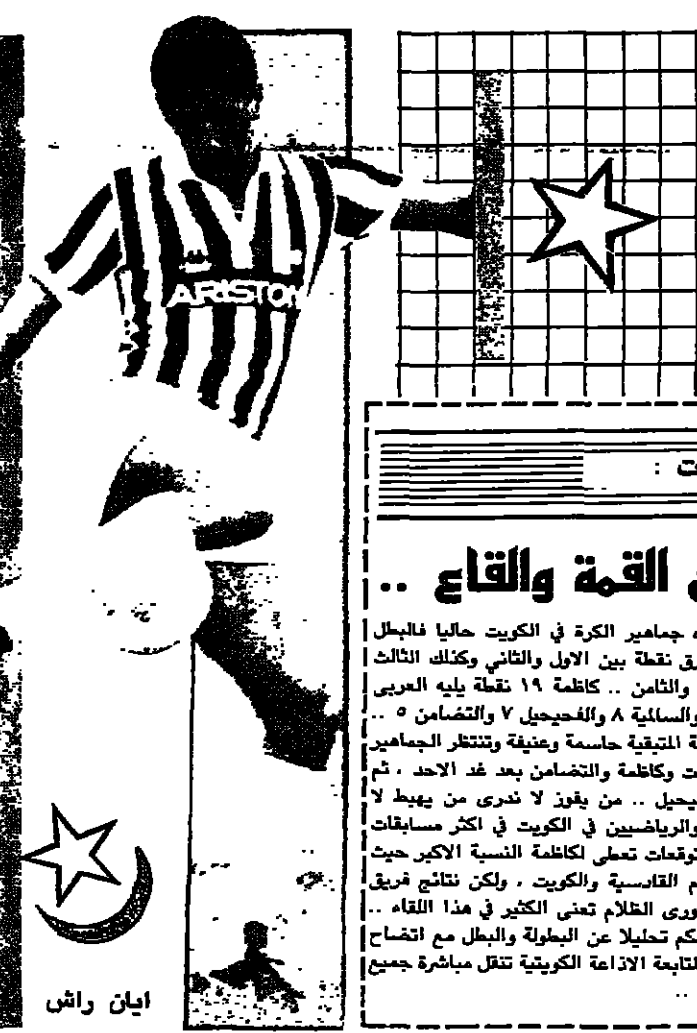 ARISTON
ت :
القمة والقاع ..
جماهير الكرة في الكويت حاليا فالبطل
رق نقطة بين الاول والثاني وكذلك الثالث
والثامن .. كاظمة ١٩ نقطة يليه العربى
والسالمية ٨ والفحيحيل ٧ والتضامن ٥ ..
ة المتبقية حاسمة وعنيفة وتنتظر الجماهير
ت وكاظمة والتضامن بعد غد الاحد ، ثم
يحيل .. من يفوز لا ندرى من يهبط لا
والرياضيين في الكويت في اكثر مسابقات
توقعات تعطى لكاظمة النسبة الاكبر حيث
م القادسية والكويت ، ولكن نتائج فريق
ورى الظلام تعنى الكثير في هذا اللقاء ..
كم تحليلا عن البطولة والبطل مع اتضاح
لتابعة الاذاعة الكويتية تنقل مباشرة جميع
..
ايان راش